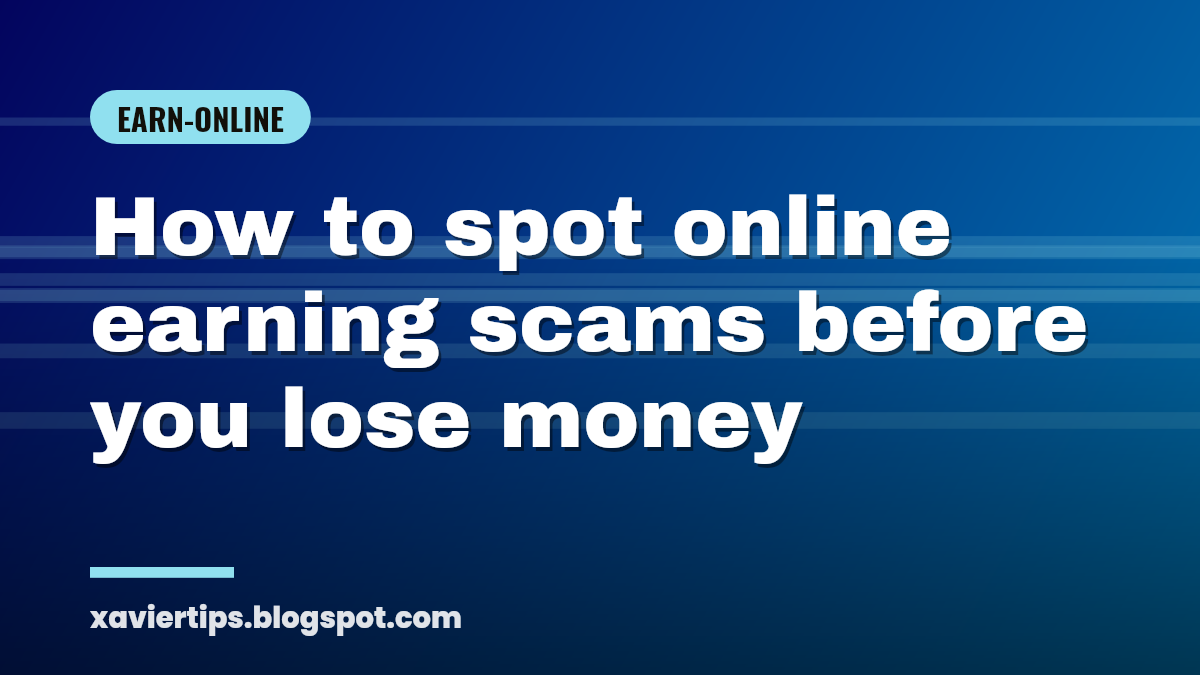 EARN-ONLINE
How to spot online
earning scams before
you lose money
xaviertips.blogspot.com